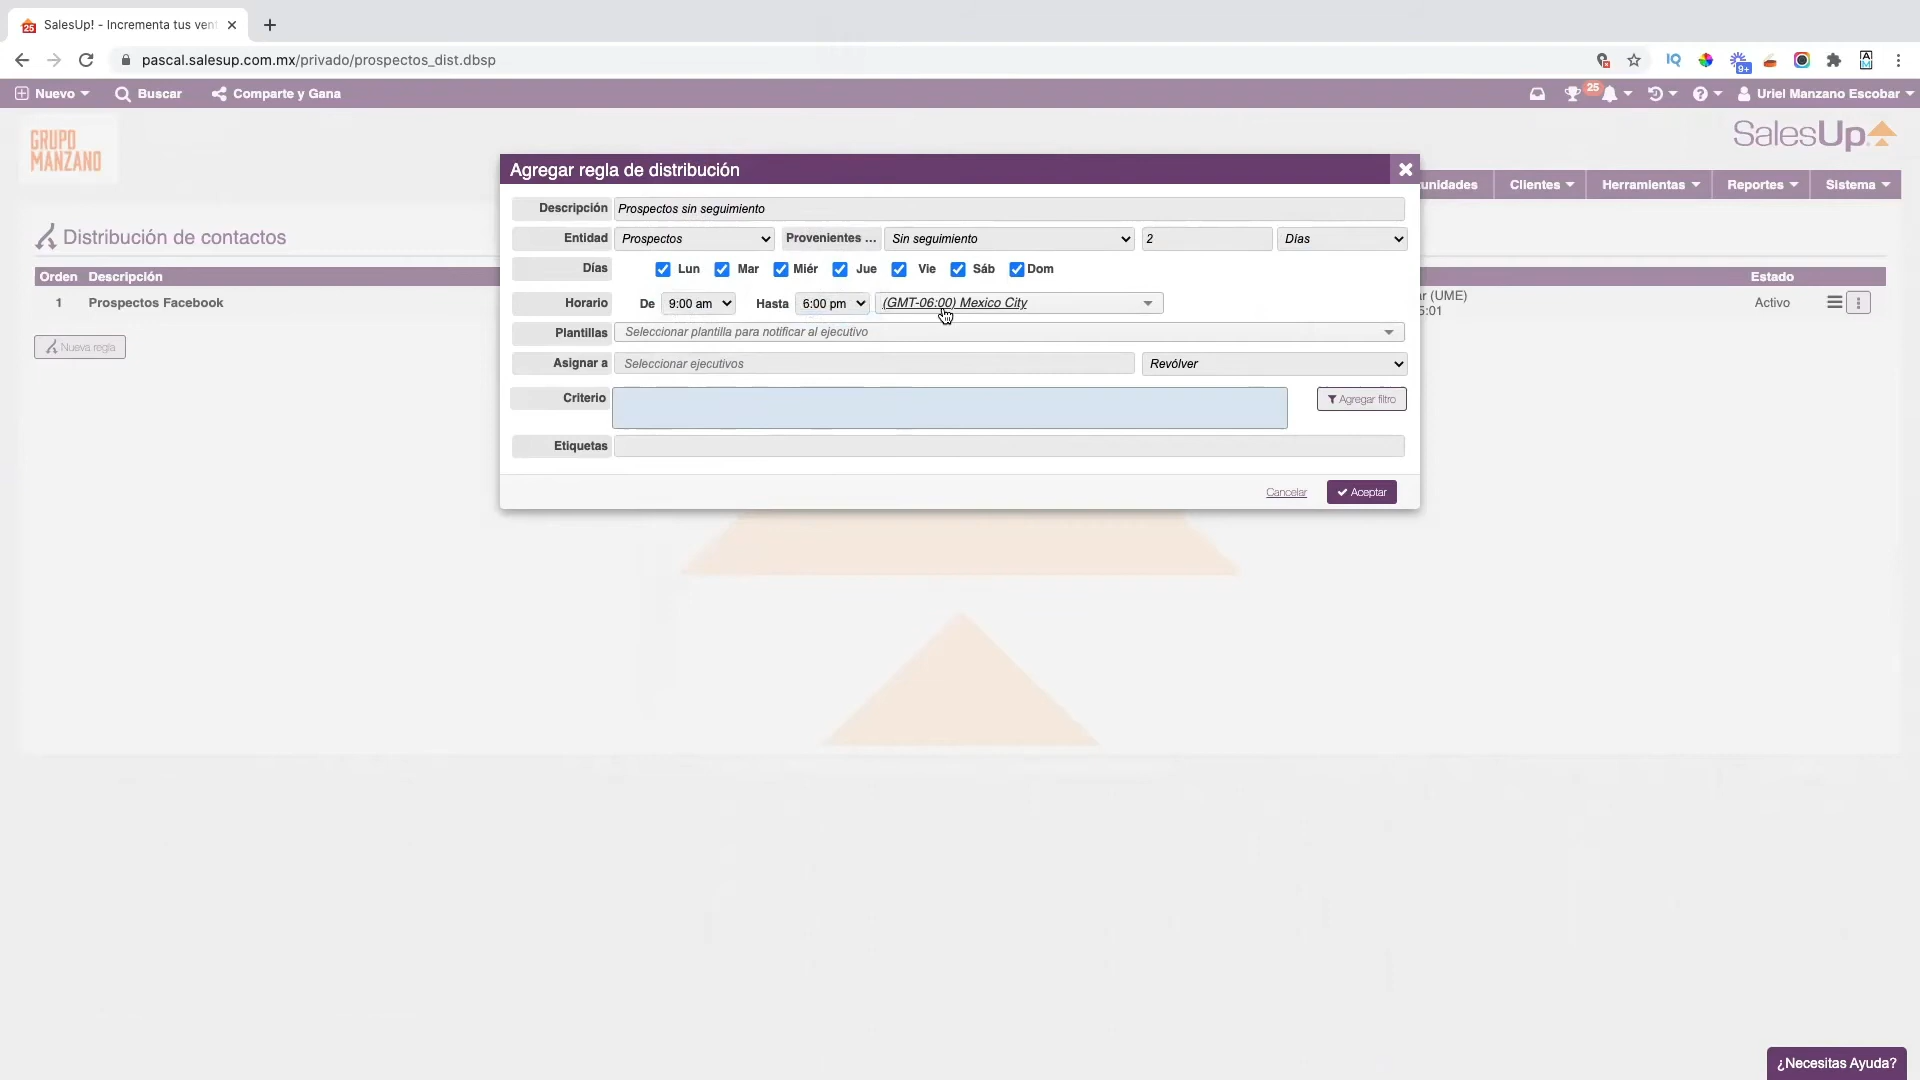 SalesUp! - Incrementa tus ven
pascal.salesup.com.mx/privado/prospectos_dist.dbsp
IQ
9+
Nuevo
Buscar
Comparte y Gana
25
Uriel Manzano Escobar
GRUPO
MANZANO
SalesUp
unidades
Clientes
Herramientas
Reportes
Sistema
Distribución de contactos
Orden Descripción
Estado
1 Prospectos Facebook
r (UME)
5:01
Activo
Nueva regla
Agregar regla de distribución
Descripción Prospectos sin seguimiento
Entidad Prospectos Provenientes ... Sin seguimiento 2 Días
Días Lun Mar Miér Jue Vie Sáb Dom
Horario De 9:00 am Hasta 6:00 pm (GMT-06:00) Mexico City
Plantillas Seleccionar plantilla para notificar al ejecutivo
Asignar a Seleccionar ejecutivos Revólver
Criterio Agregar filtro
Etiquetas
Cancelar Aceptar
¿Necesitas Ayuda?